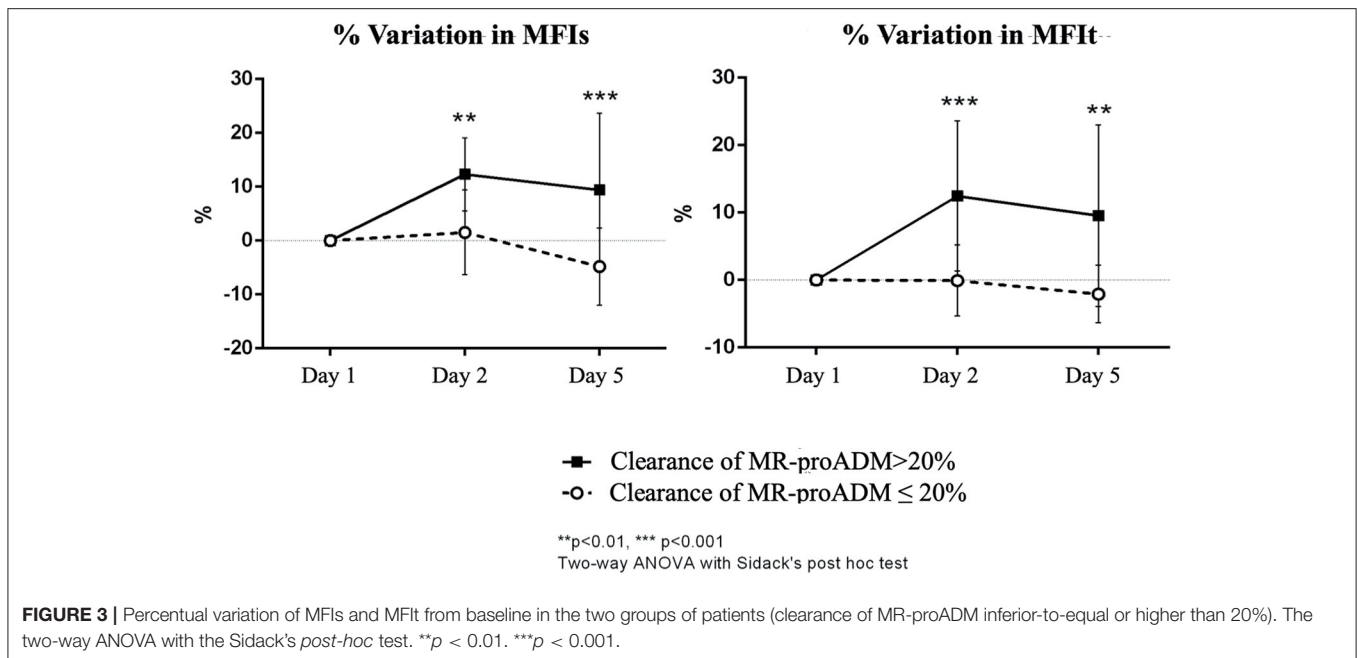 % Variation in MFIs
% Variation in MFIt
30
20
10
0
-10
-20
%
**
***
Day 1
Day 2
Day 5
30
20
10
0
-10
%
***
**
Day 1
Day 2
Day 5
Clearance of MR-proADM>20%
Clearance of MR-proADM ≤ 20%
**p<0.01, *** p<0.001
Two-way ANOVA with Sidack's post hoc test
FIGURE 3 | Percentual variation of MFIs and MFIt from baseline in the two groups of patients (clearance of MR-proADM inferior-to-equal or higher than 20%). The
two-way ANOVA with the Sidack's post-hoc test. **p < 0.01. ***p < 0.001.